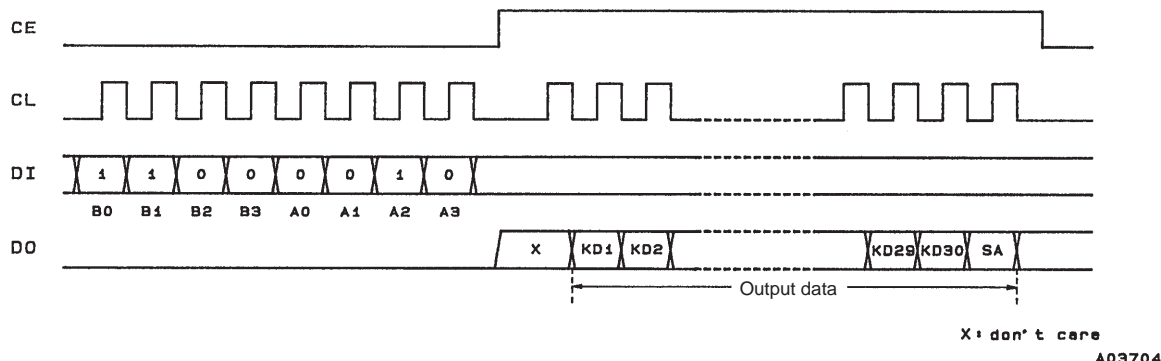 CE
CL
DI 1 1 0 0 0 0 1 0
B0 B1 B2 B3 A0 A1 A2 A3
DO X KD1 KD2 KD29 KD30 SA
Output data
X: don't care
A03704